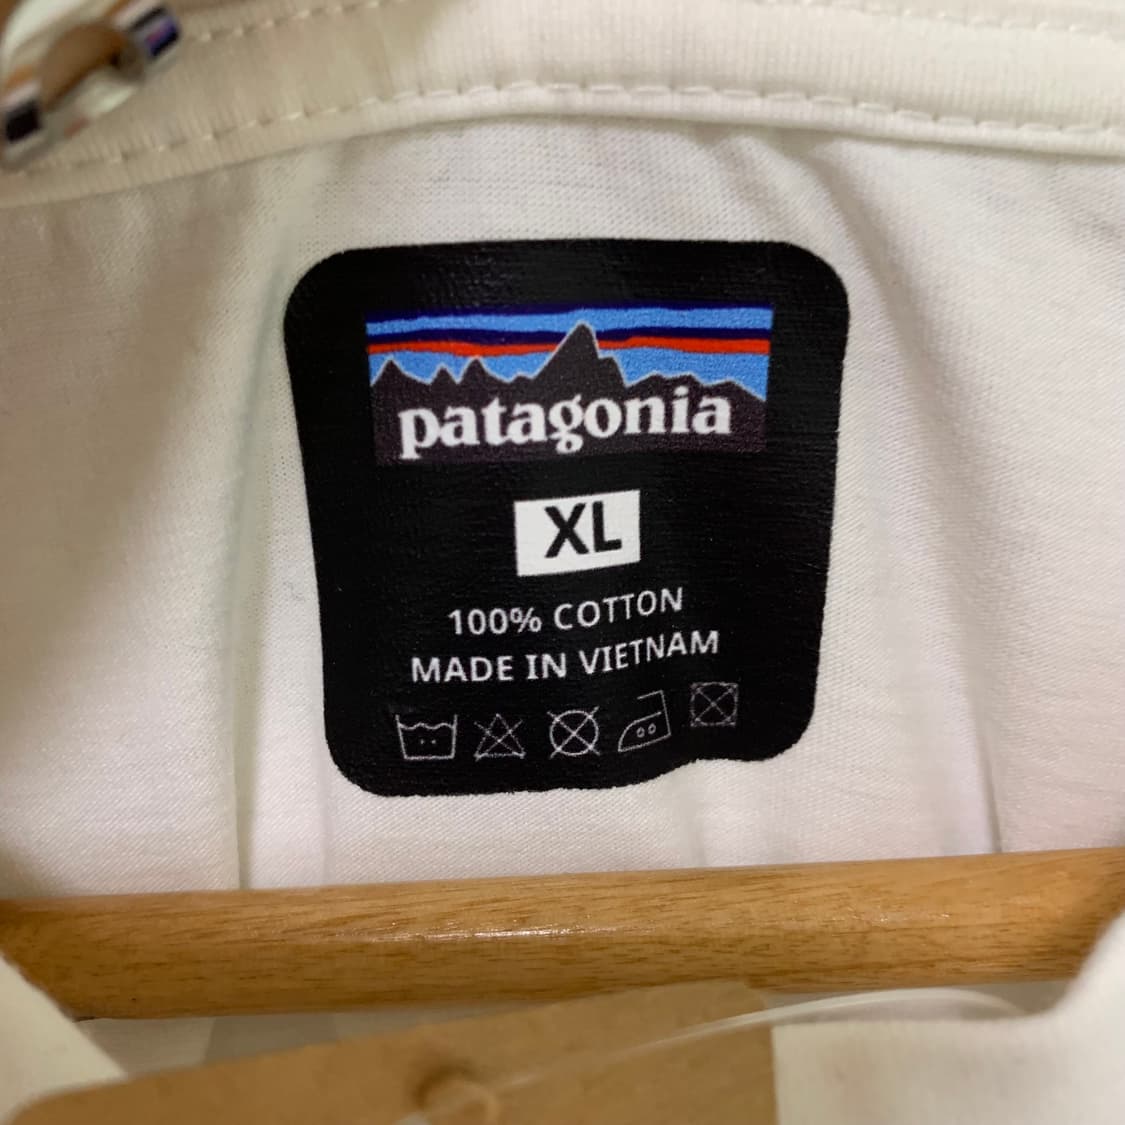 patagonia
XL
100% COTTON
MADE IN VIETNAM